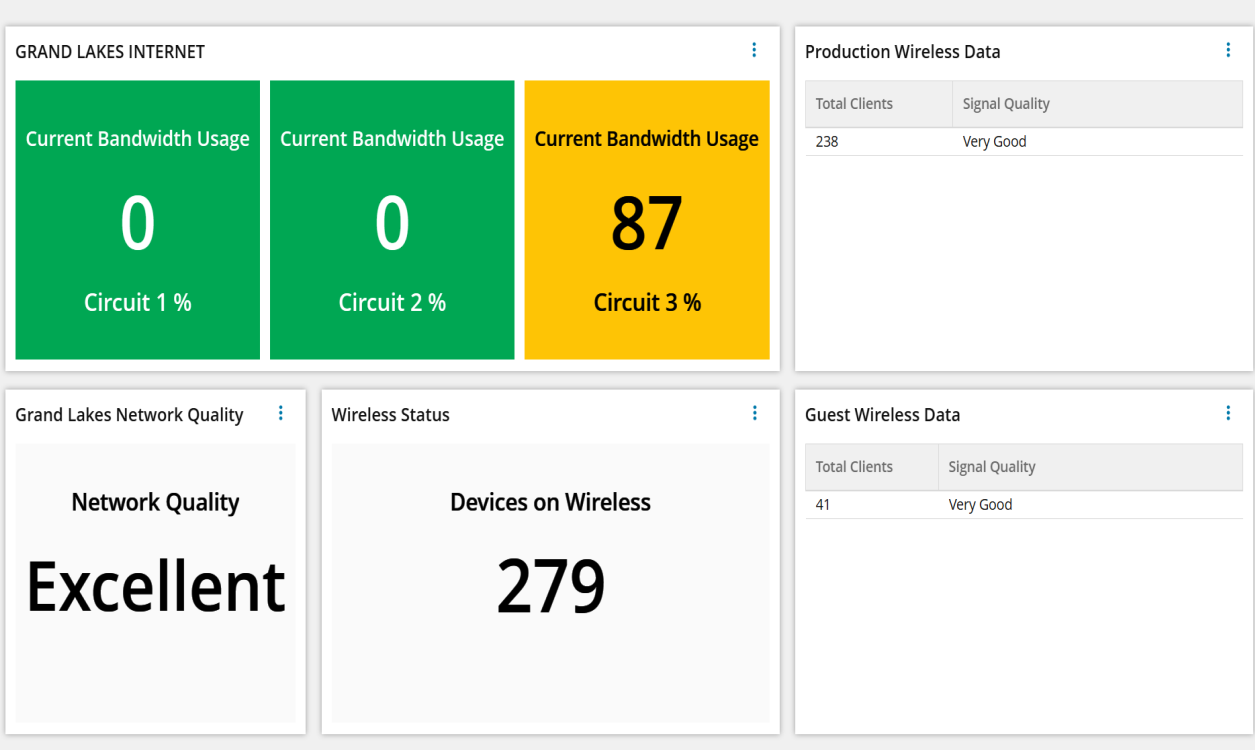 GRAND LAKES INTERNET
Current Bandwidth Usage
0
Circuit 1 %
Current Bandwidth Usage
0
Circuit 2 %
Current Bandwidth Usage
87
Circuit 3 %
Production Wireless Data
Total Clients Signal Quality
238 Very Good
Grand Lakes Network Quality
Network Quality
Excellent
Wireless Status
Devices on Wireless
279
Guest Wireless Data
Total Clients Signal Quality
41 Very Good